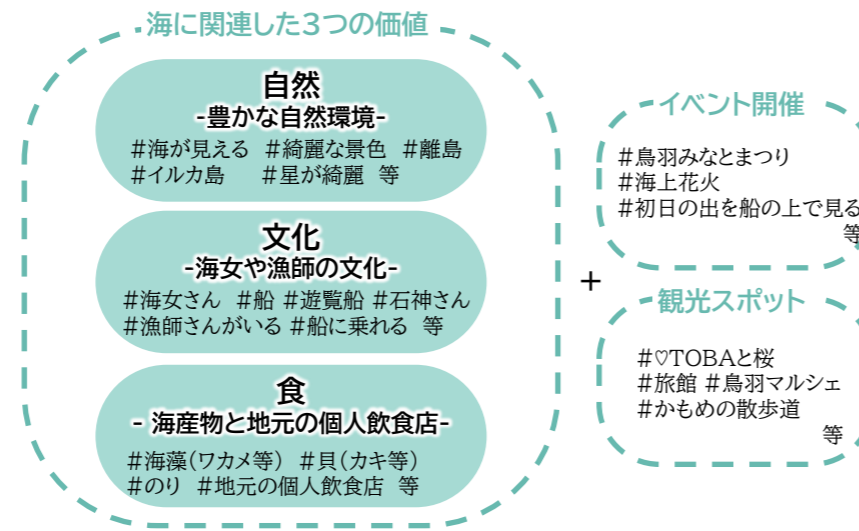 海に関連した3つの価値
自然
-豊かな自然環境-
#海が見える #綺麗な景色 #離島
#イルカ島 #星が綺麗 等
文化
-海女や漁師の文化-
#海女さん #船 #遊覧船 #石神さん
#漁師さんがいる #船に乗れる 等
食
- 海産物と地元の個人飲食店-
#海藻(ワカメ等) #貝(カキ等)
#のり #地元の個人飲食店 等
+
イベント開催
#鳥羽みなとまつり
#海上花火
#初日の出を船の上で見る
等
観光スポット
#♡TOBAと桜
#旅館 #鳥羽マルシェ
#かもめの散歩道
等